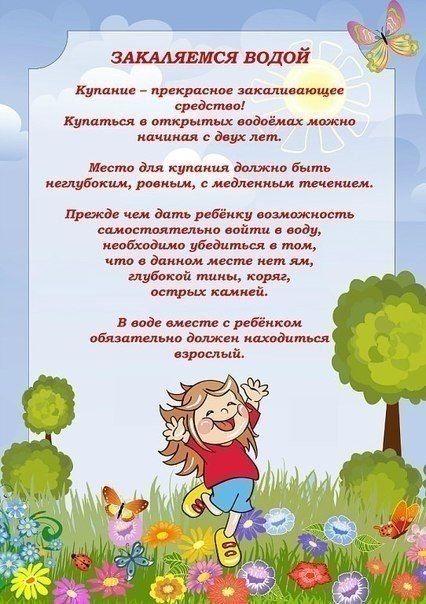 ЗАКАЛЯЕМСЯ ВОДОЙ
Купание – прекрасное закаливающее
средство!
Купаться в открытых водоёмах можно
начиная с двух лет.
Место для купания должно быть
неглубоким, ровным, с медленным течением.
Прежде чем дать ребёнку возможность
самостоятельно войти в воду,
необходимо убедиться в том,
что в данном месте нет ям,
глубокой тины, коряг,
острых камней.
В воде вместе с ребёнком
обязательно должен находиться
взрослый.